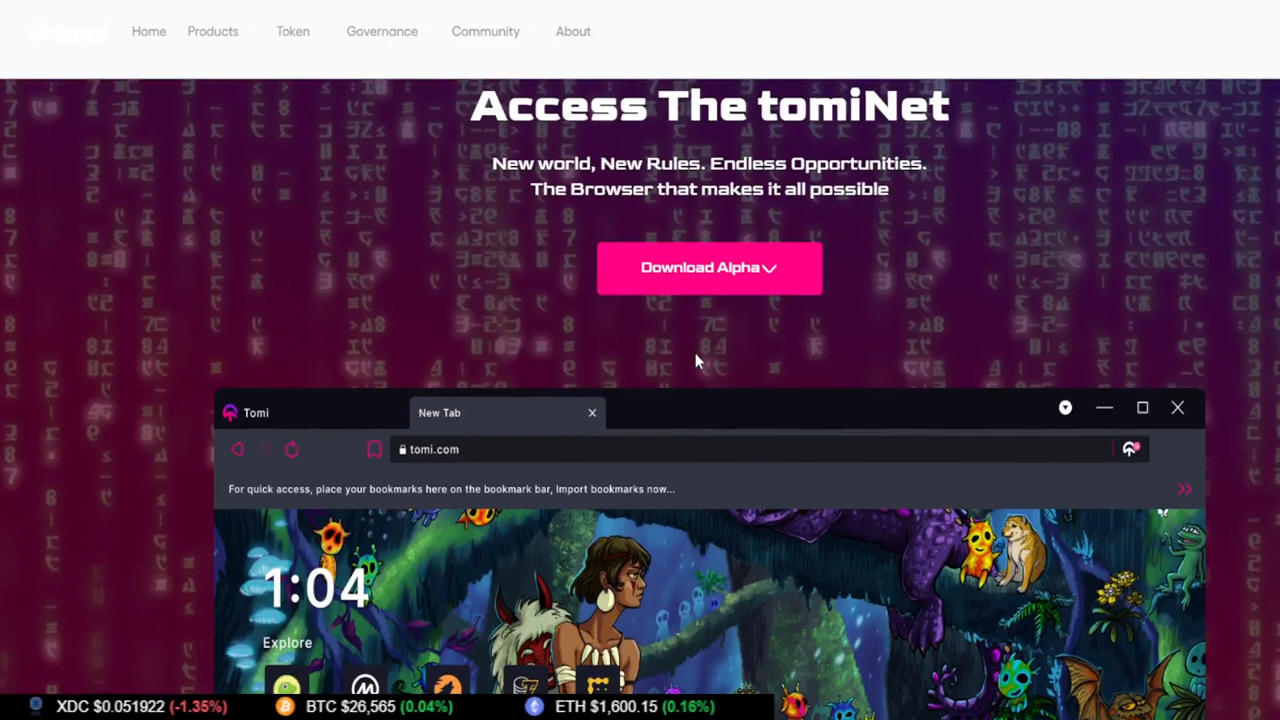 tomi
Home
Products
Token
Governance
Community
About
Access The tomiNet
New world, New Rules. Endless Opportunities.
The Browser that makes it all possible
Download Alpha
Tomi
New Tab
tomi.com
For quick access, place your bookmarks here on the bookmark bar, Import bookmarks now...
1:04
Explore
XDC $0.051922 (-1.35%)
BTC $26,565 (0.04%)
ETH $1,600.15 (0.16%)